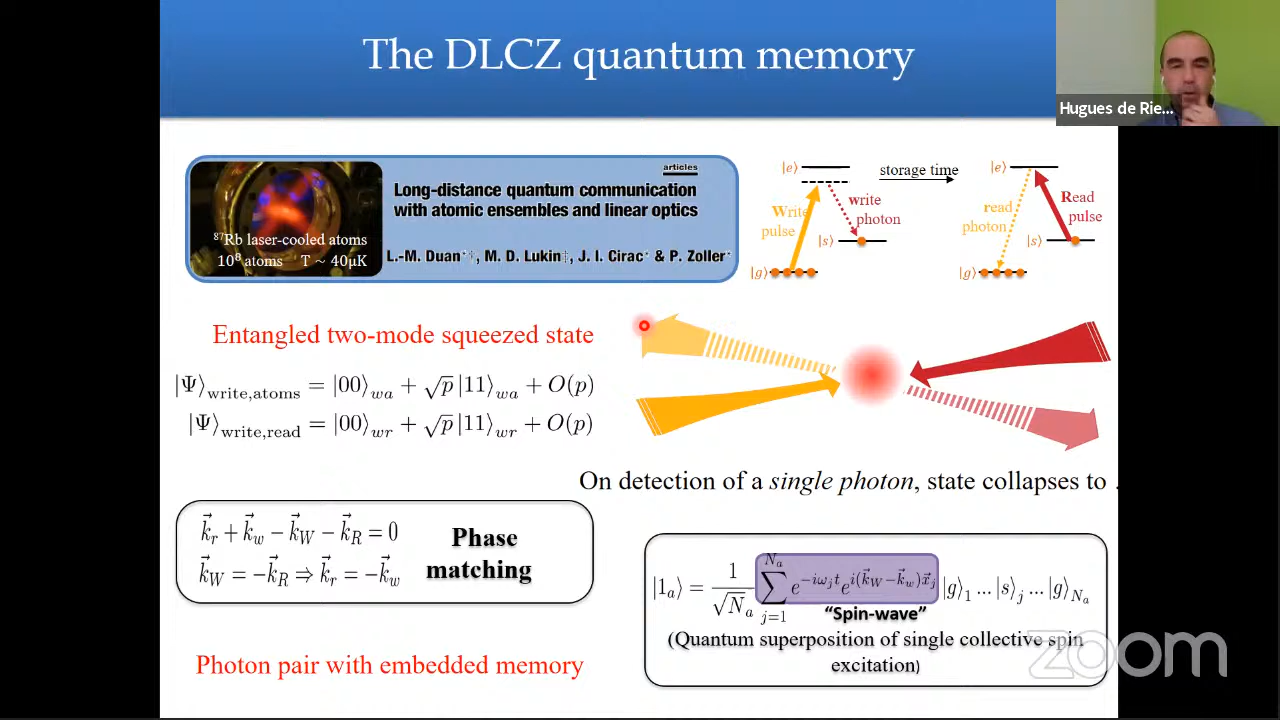 The DLCZ quantum memory
Hugues de Rie...
articles
Long-distance quantum communication
with atomic ensembles and linear optics
⁸⁷Rb laser-cooled atoms
10⁸ atoms T ~ 40μK
L.-M. Duan*‡, M. D. Lukin‡, J. I. Cirac* & P. Zoller*
|e⟩
storage time
|e⟩
Write
pulse
write
photon
read
photon
Read
pulse
|s⟩
|s⟩
|g⟩
|g⟩
Entangled two-mode squeezed state
|Ψ⟩write,atoms = |00⟩wa + √p |11⟩wa + O(p)
|Ψ⟩write,read = |00⟩wr + √p |11⟩wr + O(p)
On detection of a single photon, state collapses to .
k⃗r + k⃗w − k⃗W − k⃗R = 0
k⃗W = −k⃗R ⇒ k⃗r = −k⃗w
Phase
matching
|1a⟩ = 1/√Na ∑_{j=1}^{Na} e^{−iωjt} e^{i(k⃗W−k⃗w)x⃗j} |g⟩1 ... |s⟩j ... |g⟩Na
“Spin-wave”
(Quantum superposition of single collective spin
excitation)
Photon pair with embedded memory
zoom